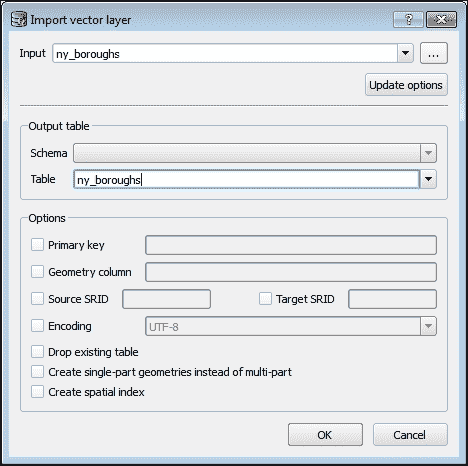 Import vector layer
Input ny_boroughs ...
Update options
Output table
Schema
Table ny_boroughs
Options
Primary key
Geometry column
Source SRID Target SRID
Encoding UTF-8
Drop existing table
Create single-part geometries instead of multi-part
Create spatial index
OK Cancel